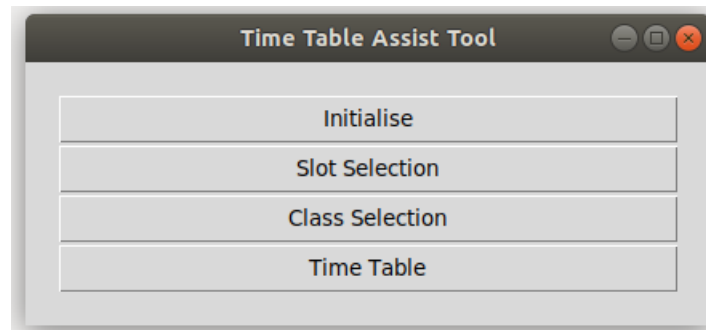 Time Table Assist Tool
Initialise
Slot Selection
Class Selection
Time Table